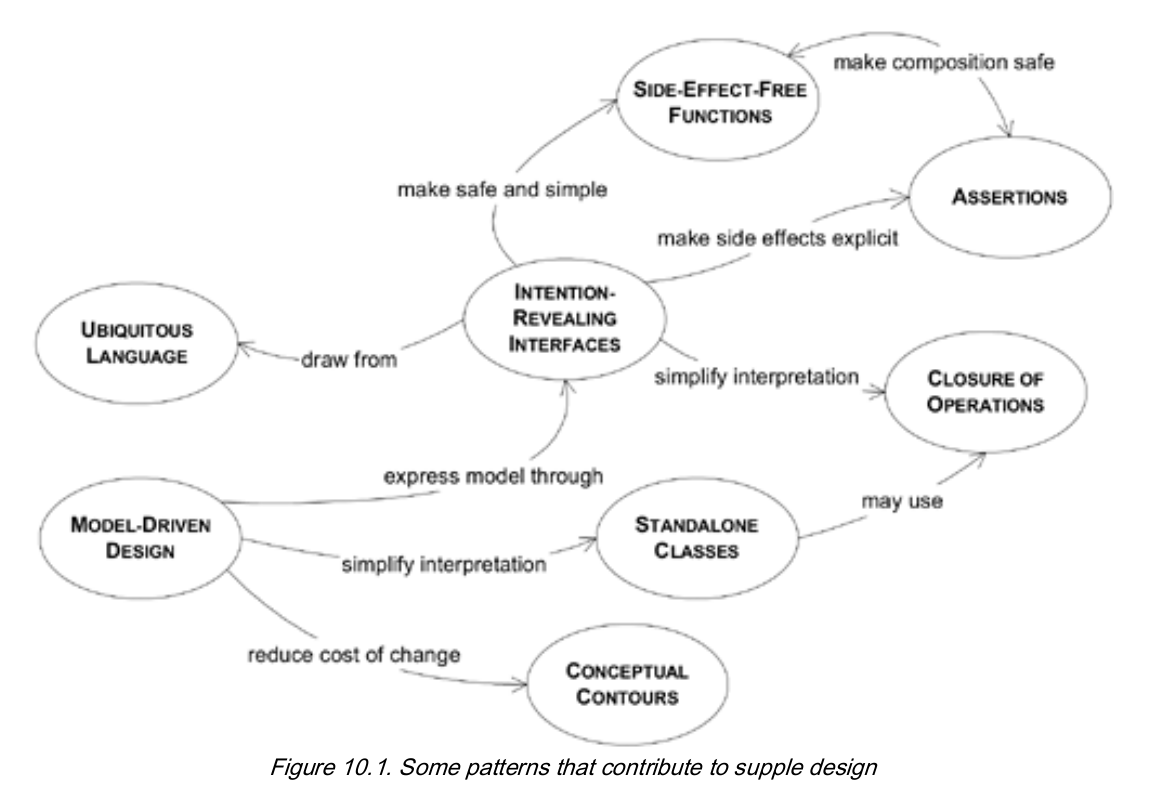 make composition safe
SIDE-EFFECT-FREE
FUNCTIONS
make safe and simple
ASSERTIONS
make side effects explicit
INTENTION-
REVEALING
INTERFACES
UBIQUITOUS
LANGUAGE
draw from
simplify interpretation
CLOSURE OF
OPERATIONS
express model through
may use
MODEL-DRIVEN
DESIGN
STANDALONE
CLASSES
simplify interpretation
reduce cost of change
CONCEPTUAL
CONTOURS
Figure 10.1. Some patterns that contribute to supple design